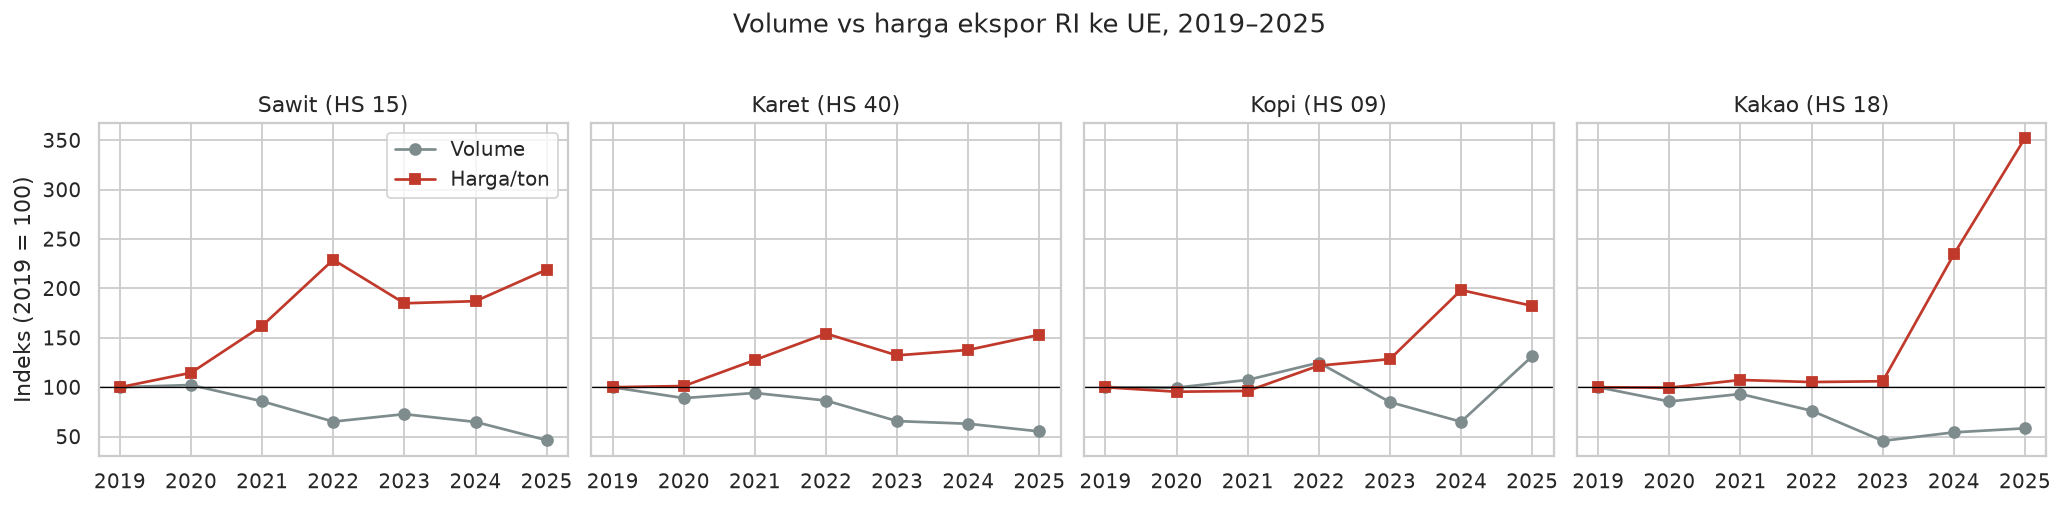 Volume vs harga ekspor RI ke UE, 2019–2025
Sawit (HS 15)
Karet (HS 40)
Kopi (HS 09)
Kakao (HS 18)
Indeks (2019 = 100)
350
300
250
200
150
100
50
Volume
Harga/ton
2019 2020 2021 2022 2023 2024 2025
2019 2020 2021 2022 2023 2024 2025
2019 2020 2021 2022 2023 2024 2025
2019 2020 2021 2022 2023 2024 2025